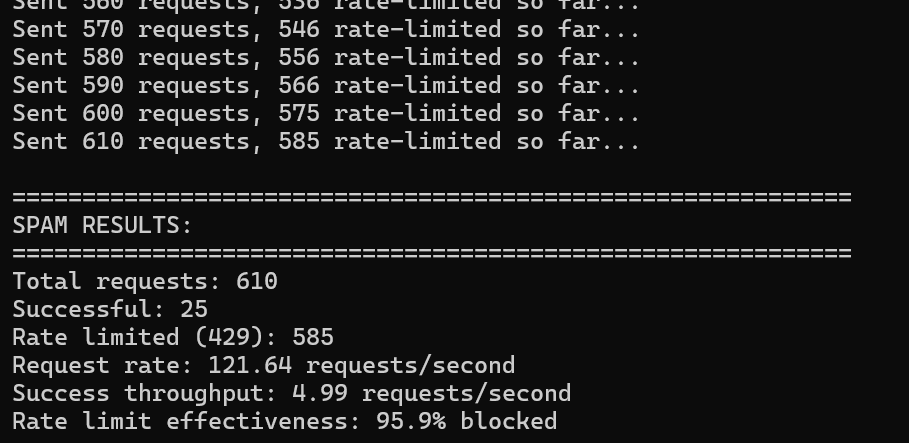 Sent 560 requests, 536 rate-limited so far...
Sent 570 requests, 546 rate-limited so far...
Sent 580 requests, 556 rate-limited so far...
Sent 590 requests, 566 rate-limited so far...
Sent 600 requests, 575 rate-limited so far...
Sent 610 requests, 585 rate-limited so far...
============================================================
SPAM RESULTS:
============================================================
Total requests: 610
Successful: 25
Rate limited (429): 585
Request rate: 121.64 requests/second
Success throughput: 4.99 requests/second
Rate limit effectiveness: 95.9% blocked